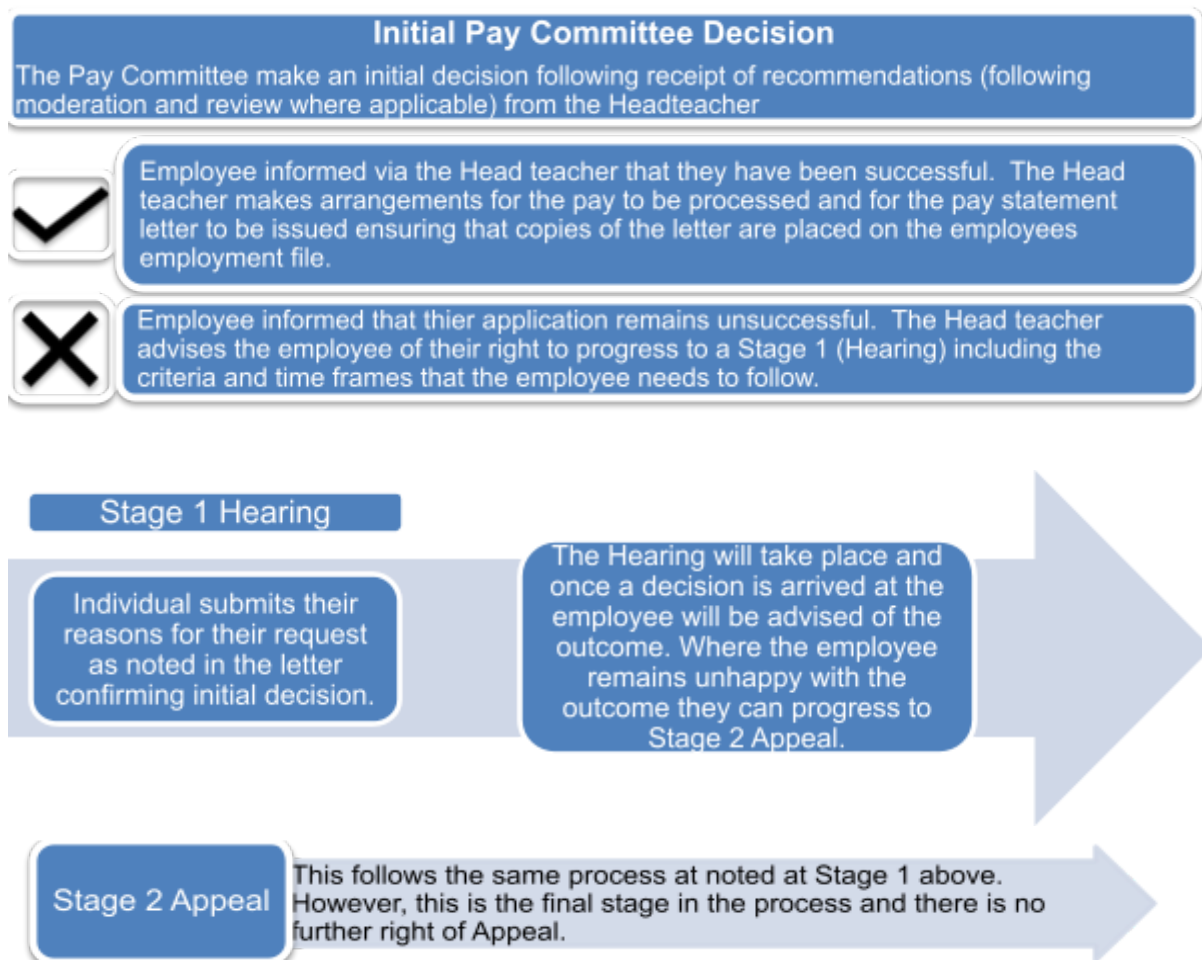 Initial Pay Committee Decision
The Pay Committee make an initial decision following receipt of recommendations (following
moderation and review where applicable) from the Headteacher
Employee informed via the Head teacher that they have been successful.  The Head
teacher makes arrangements for the pay to be processed and for the pay statement
letter to be issued ensuring that copies of the letter are placed on the employees
employment file.
Employee informed that thier application remains unsuccessful.  The Head teacher
advises the employee of their right to progress to a Stage 1 (Hearing) including the
criteria and time frames that the employee needs to follow.
Stage 1 Hearing
Individual submits their
reasons for their request
as noted in the letter
confirming initial decision.
The Hearing will take place and
once a decision is arrived at the
employee will be advised of the
outcome. Where the employee
remains unhappy with the
outcome they can progress to
Stage 2 Appeal.
Stage 2 Appeal
This follows the same process at noted at Stage 1 above.
However, this is the final stage in the process and there is no
further right of Appeal.